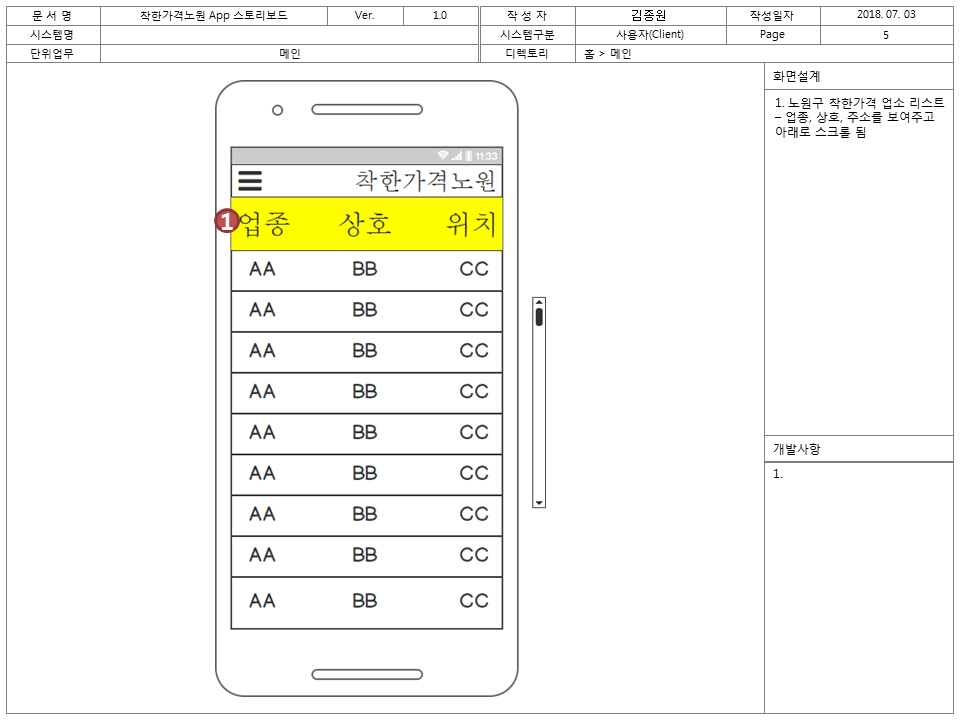 문 서 명 착한가격노원 App 스토리보드 Ver. 1.0 작 성 자 김종원 작성일자 2018. 07. 03
시스템명 시스템구분 사용자(Client) Page 5
단위업무 메인 디렉토리 홈 > 메인
화면설계
1. 노원구 착한가격 업소 리스트
– 업종, 상호, 주소를 보여주고
아래로 스크롤 됨
11:33
착한가격노원
1 업종 상호 위치
AA BB CC
AA BB CC
AA BB CC
AA BB CC
AA BB CC
AA BB CC
AA BB CC
AA BB CC
AA BB CC
개발사항
1.